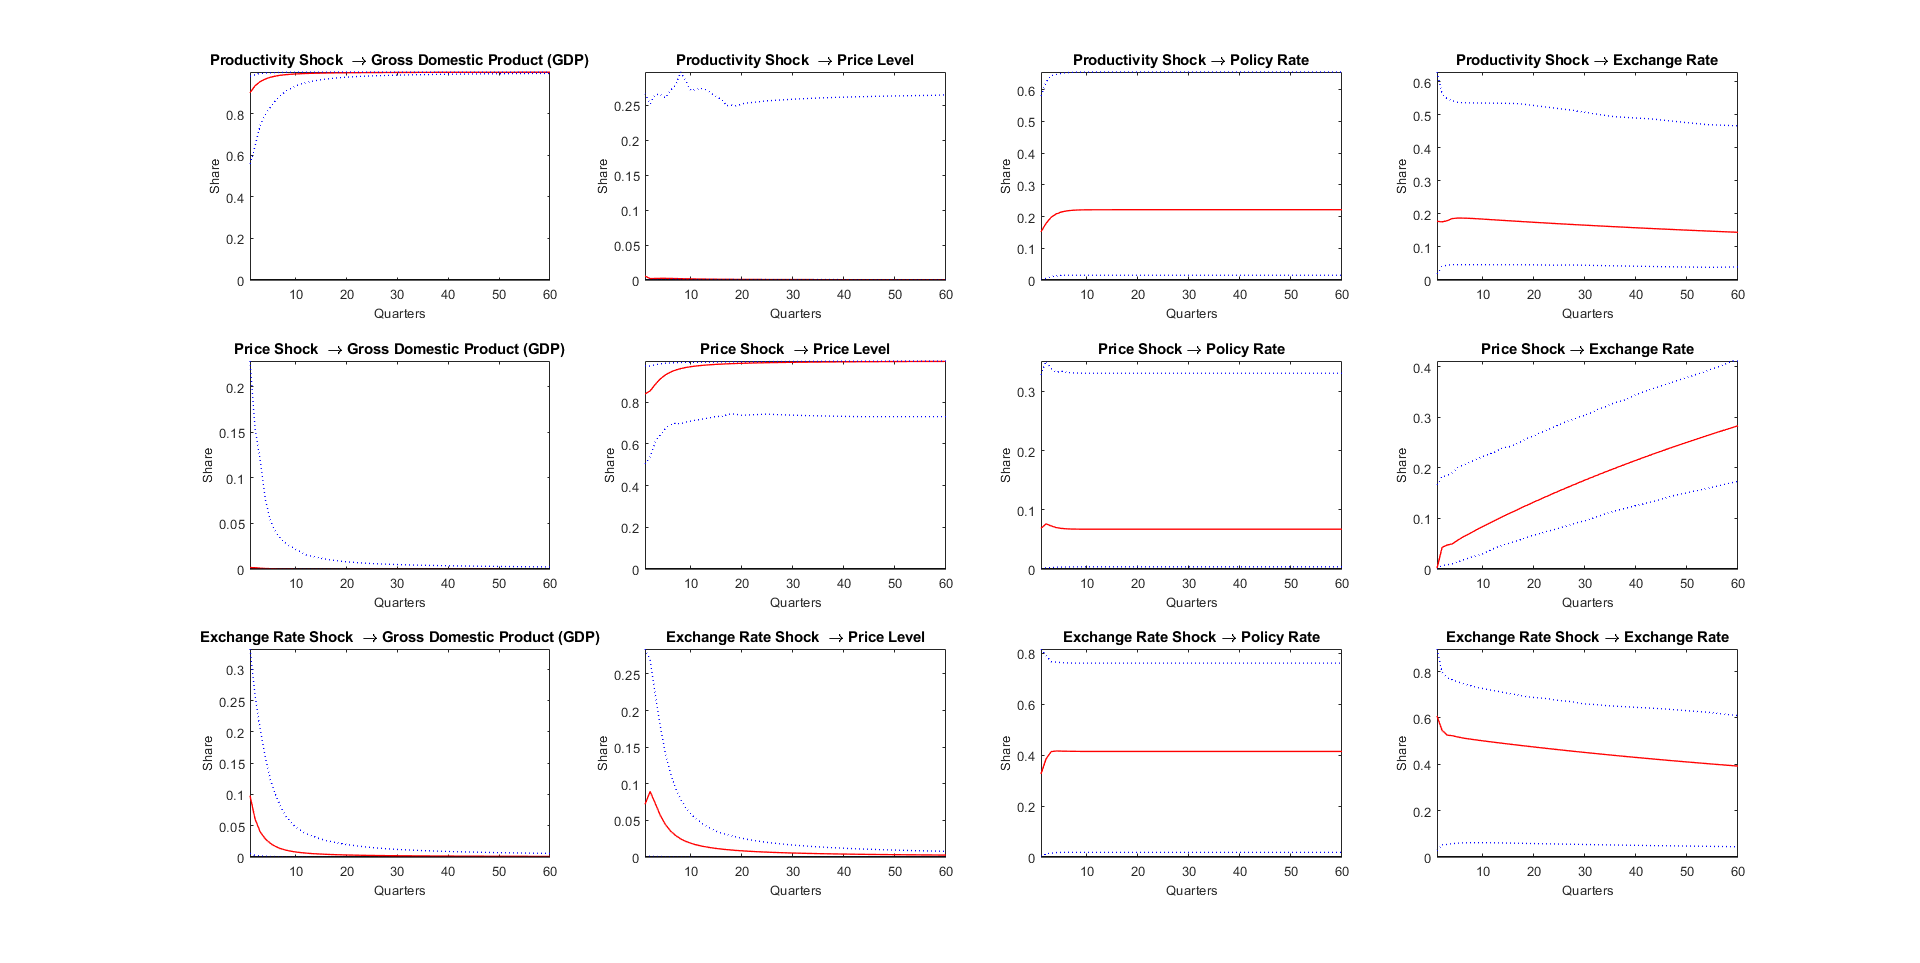 Productivity Shock → Gross Domestic Product (GDP)
Share
0.8
0.6
0.4
0.2
0
10 20 30 40 50 60
Quarters
Productivity Shock → Price Level
Share
0.25
0.2
0.15
0.1
0.05
0
10 20 30 40 50 60
Quarters
Productivity Shock → Policy Rate
Share
0.6
0.5
0.4
0.3
0.2
0.1
0
10 20 30 40 50 60
Quarters
Productivity Shock → Exchange Rate
Share
0.6
0.5
0.4
0.3
0.2
0.1
0
10 20 30 40 50 60
Quarters
Price Shock → Gross Domestic Product (GDP)
Share
0.2
0.15
0.1
0.05
0
10 20 30 40 50 60
Quarters
Price Shock → Price Level
Share
0.8
0.6
0.4
0.2
0
10 20 30 40 50 60
Quarters
Price Shock → Policy Rate
Share
0.3
0.2
0.1
0
10 20 30 40 50 60
Quarters
Price Shock → Exchange Rate
Share
0.4
0.3
0.2
0.1
0
10 20 30 40 50 60
Quarters
Exchange Rate Shock → Gross Domestic Product (GDP)
Share
0.3
0.25
0.2
0.15
0.1
0.05
0
10 20 30 40 50 60
Quarters
Exchange Rate Shock → Price Level
Share
0.25
0.2
0.15
0.1
0.05
0
10 20 30 40 50 60
Quarters
Exchange Rate Shock → Policy Rate
Share
0.8
0.6
0.4
0.2
0
10 20 30 40 50 60
Quarters
Exchange Rate Shock → Exchange Rate
Share
0.8
0.6
0.4
0.2
0
10 20 30 40 50 60
Quarters